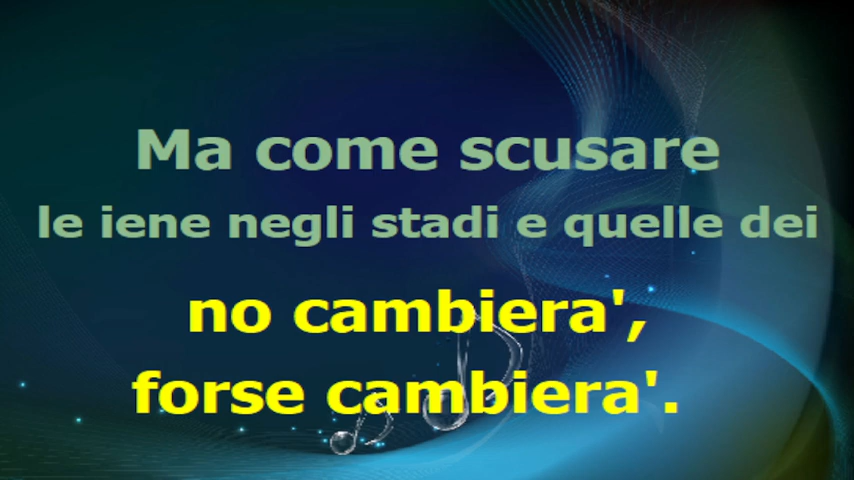 Ma come scusare
le iene negli stadi e quelle dei
no cambiera',
forse cambiera'.